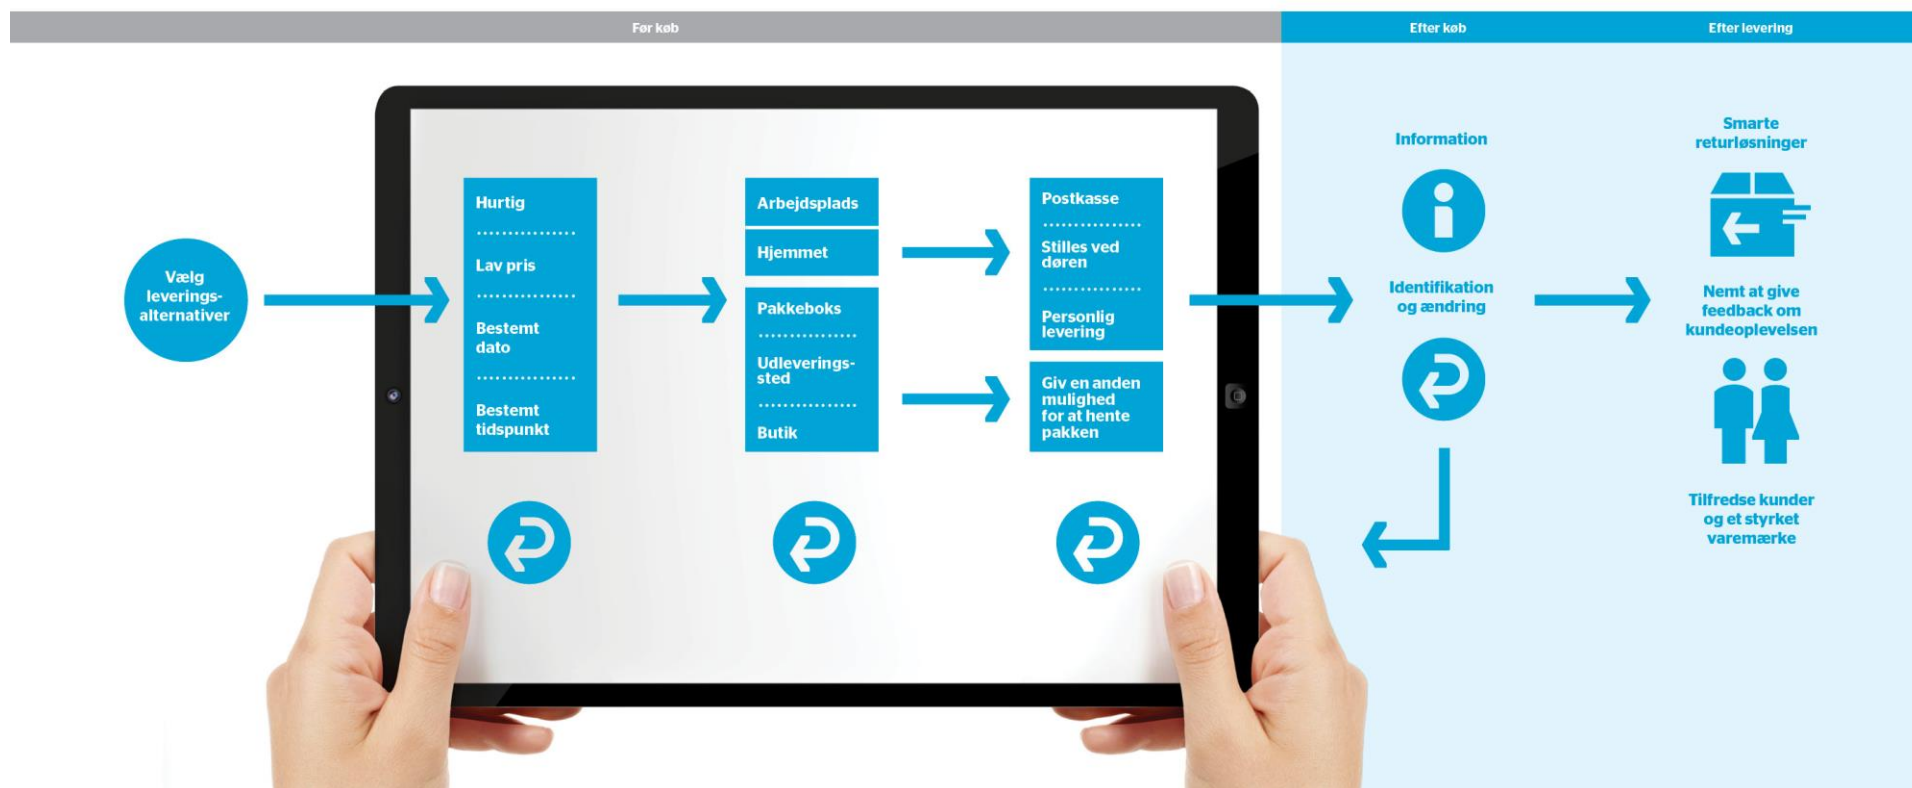 Før køb
Efter køb
Efter levering
Vælg
leverings-
alternativer
Hurtig
Lav pris
Bestemt
dato
Bestemt
tidspunkt
Arbejdsplads
Hjemmet
Pakkeboks
Udleverings-
sted
Butik
Postkasse
Stilles ved
døren
Personlig
levering
Giv en anden
mulighed
for at hente
pakken
Information
Identifikation
og ændring
Smarte
returløsninger
Nemt at give
feedback om
kundeoplevelsen
Tilfredse kunder
og et styrket
varemærke